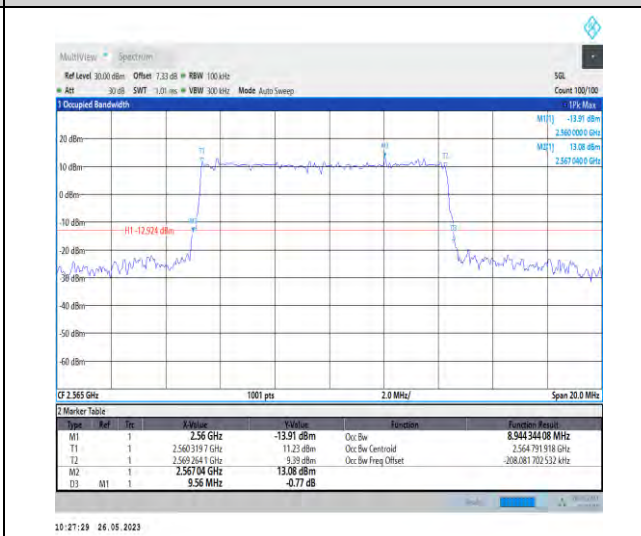 MultiView Spectrum
Ref Level 30.00 dBm Offset 7.33 dB RBW 100 kHz SGL
Att 30 dB SWT 1.01 ms VBW 300 kHz Mode Auto Sweep Count 100/100
1 Occupied Bandwidth 1Pk Max
M1[1] -13.91 dBm
2.560 000 0 GHz
M2[1] 13.08 dBm
2.567 040 0 GHz
20 dBm
10 dBm
0 dBm
-10 dBm
H1 -12.924 dBm
-20 dBm
-30 dBm
-40 dBm
-50 dBm
-60 dBm
T1
M2
T2
M1
D3
CF 2.565 GHz 1001 pts 2.0 MHz/ Span 20.0 MHz
2 Marker Table
Type Ref Trc X-Value Y-Value Function Function Result
M1 1 2.56 GHz -13.91 dBm Occ Bw 8.944 344 08 MHz
T1 1 2.560 319 7 GHz 11.23 dBm Occ Bw Centroid 2.564 791 918 GHz
T2 1 2.569 264 1 GHz 9.39 dBm Occ Bw Freq Offset -208.081 702 532 kHz
M2 1 2.567 04 GHz 13.08 dBm
D3 M1 1 9.56 MHz -0.77 dB
10:27:29 26.05.2023